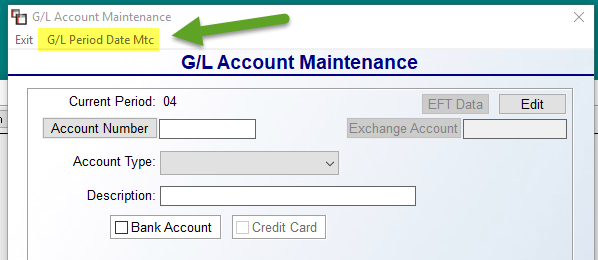 G/L Account Maintenance
Exit G/L Period Date Mtc
G/L Account Maintenance
Current Period: 04 EFT Data Edit
Account Number Exchange Account
Account Type:
Description:
Bank Account Credit Card